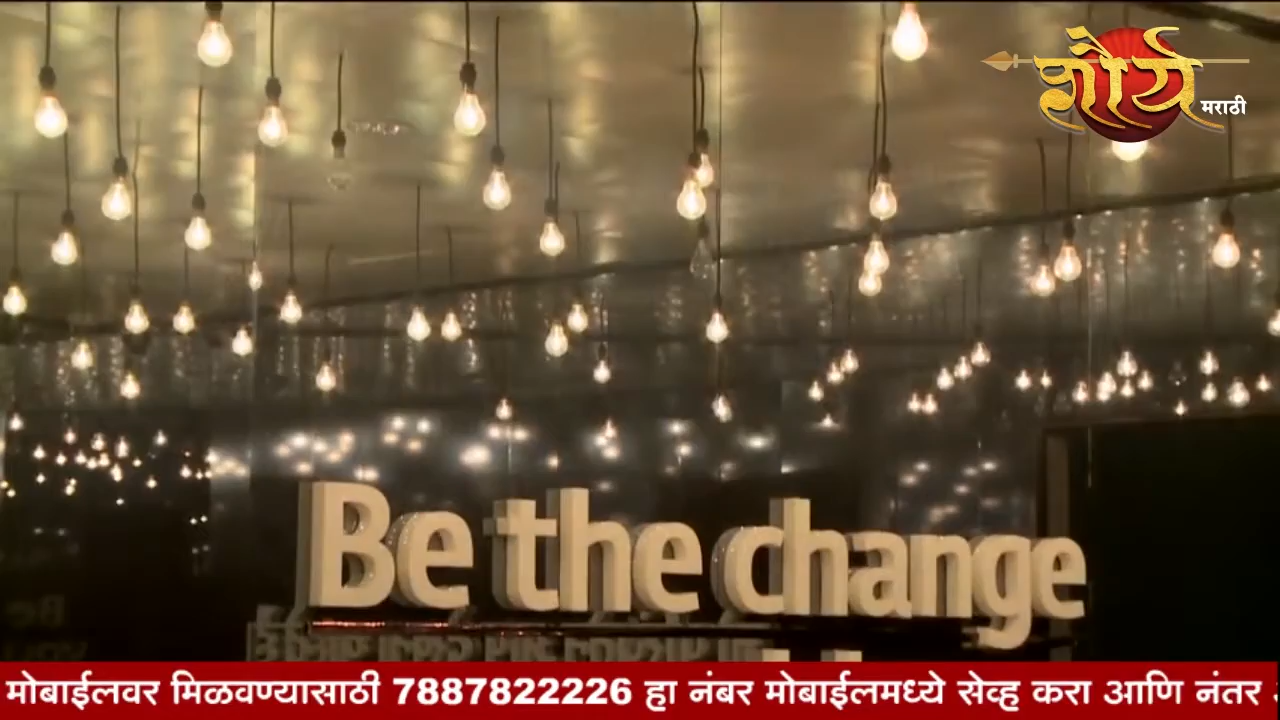 शौर्य
मराठी
Be the change
मोबाईलवर मिळवण्यासाठी 7887822226 हा नंबर मोबाईलमध्ये सेव्ह करा आणि नंतर